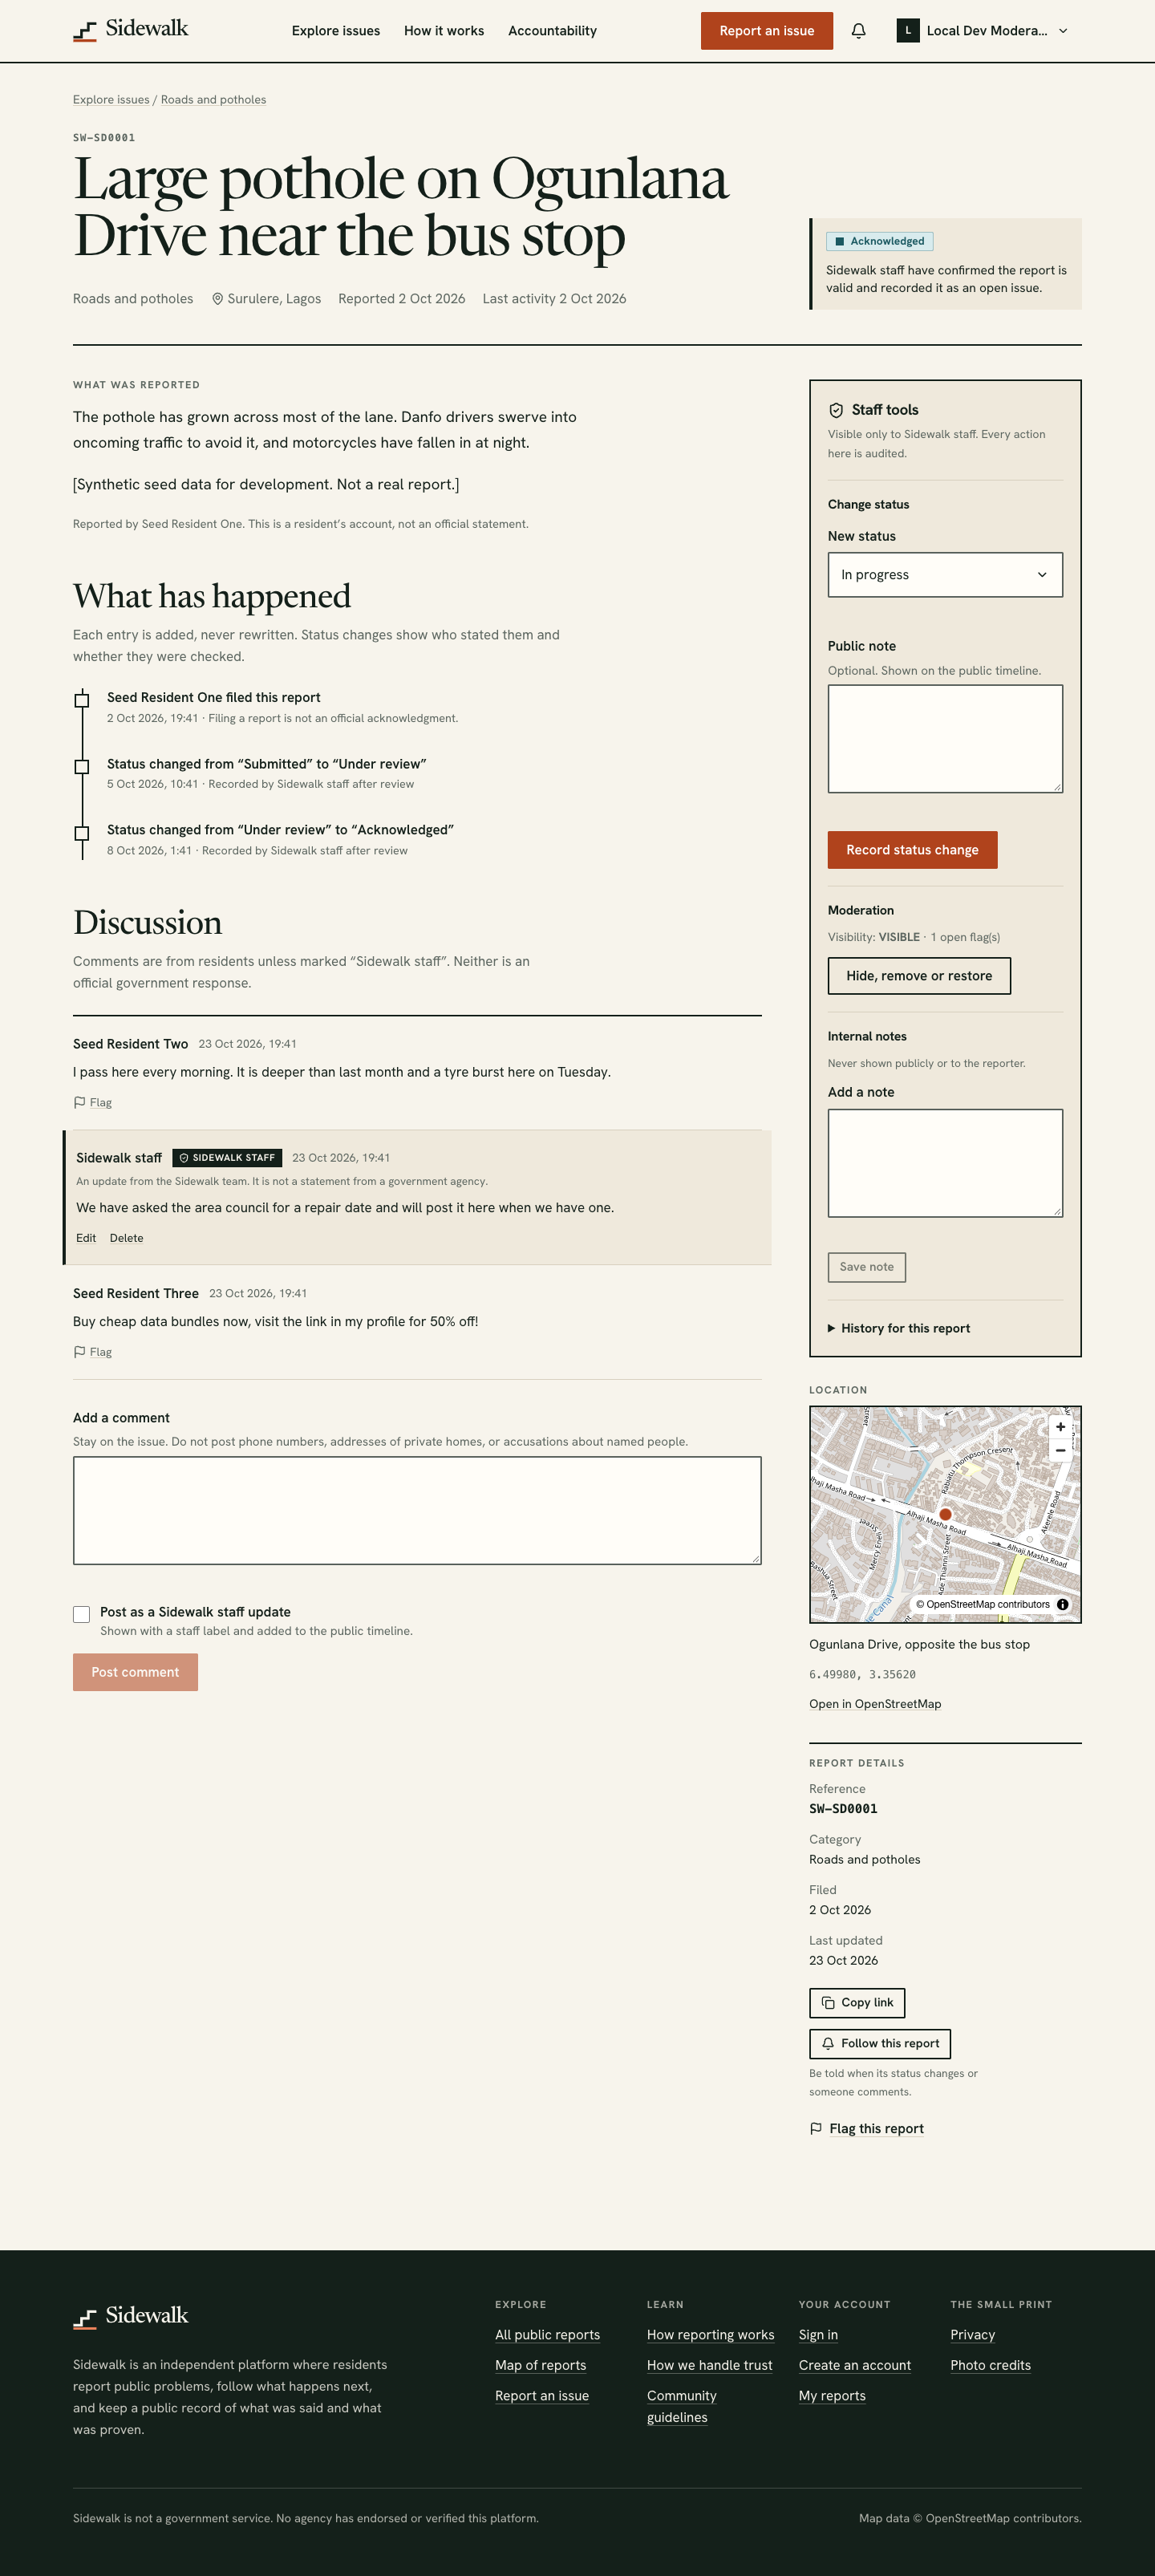 Sidewalk
Explore issues
How it works
Accountability
Report an issue
L
Local Dev Modera...
Explore issues / Roads and potholes
SW-SD0001
Large pothole on Ogunlana
Drive near the bus stop
Roads and potholes
Surulere, Lagos
Reported 2 Oct 2026
Last activity 2 Oct 2026
Acknowledged
Sidewalk staff have confirmed the report is
valid and recorded it as an open issue.
WHAT WAS REPORTED
The pothole has grown across most of the lane. Danfo drivers swerve into
oncoming traffic to avoid it, and motorcycles have fallen in at night.
[Synthetic seed data for development. Not a real report.]
Reported by Seed Resident One. This is a resident’s account, not an official statement.
What has happened
Each entry is added, never rewritten. Status changes show who stated them and
whether they were checked.
Seed Resident One filed this report
2 Oct 2026, 19:41 · Filing a report is not an official acknowledgment.
Status changed from “Submitted” to “Under review”
5 Oct 2026, 10:41 · Recorded by Sidewalk staff after review
Status changed from “Under review” to “Acknowledged”
8 Oct 2026, 1:41 · Recorded by Sidewalk staff after review
Discussion
Comments are from residents unless marked “Sidewalk staff”. Neither is an
official government response.
Seed Resident Two 23 Oct 2026, 19:41
I pass here every morning. It is deeper than last month and a tyre burst here on Tuesday.
Flag
Sidewalk staff SIDEWALK STAFF 23 Oct 2026, 19:41
An update from the Sidewalk team. It is not a statement from a government agency.
We have asked the area council for a repair date and will post it here when we have one.
Edit Delete
Seed Resident Three 23 Oct 2026, 19:41
Buy cheap data bundles now, visit the link in my profile for 50% off!
Flag
Add a comment
Stay on the issue. Do not post phone numbers, addresses of private homes, or accusations about named people.
Post as a Sidewalk staff update
Shown with a staff label and added to the public timeline.
Post comment
Staff tools
Visible only to Sidewalk staff. Every action
here is audited.
Change status
New status
In progress
Public note
Optional. Shown on the public timeline.
Record status change
Moderation
Visibility: VISIBLE · 1 open flag(s)
Hide, remove or restore
Internal notes
Never shown publicly or to the reporter.
Add a note
Save note
History for this report
LOCATION
Street
Rabiatu Thompson Cresent
Alhaji Masha Road
Alhaji Masha Road
Alhaji Masha Road
Akerele Road
Mercy Eneli Street
Ade Thanni Street
Bashua Street
Canal
© OpenStreetMap contributors
Ogunlana Drive, opposite the bus stop
6.49980, 3.35620
Open in OpenStreetMap
REPORT DETAILS
Reference
SW-SD0001
Category
Roads and potholes
Filed
2 Oct 2026
Last updated
23 Oct 2026
Copy link
Follow this report
Be told when its status changes or
someone comments.
Flag this report
Sidewalk
Sidewalk is an independent platform where residents
report public problems, follow what happens next,
and keep a public record of what was said and what
was proven.
EXPLORE
All public reports
Map of reports
Report an issue
LEARN
How reporting works
How we handle trust
Community
guidelines
YOUR ACCOUNT
Sign in
Create an account
My reports
THE SMALL PRINT
Privacy
Photo credits
Sidewalk is not a government service. No agency has endorsed or verified this platform.
Map data © OpenStreetMap contributors.